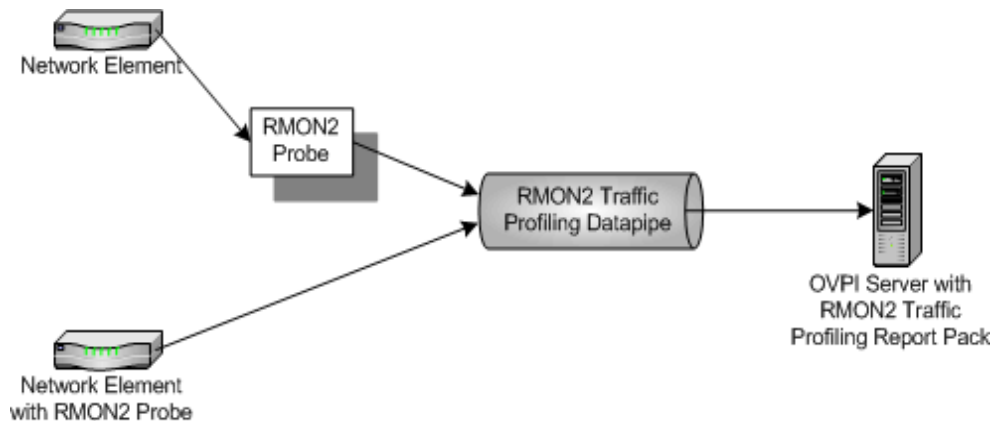 Network Element
RMON2
Probe
RMON2 Traffic
Profiling Datapipe
OVPI Server with
RMON2 Traffic
Profiling Report Pack
Network Element
with RMON2 Probe